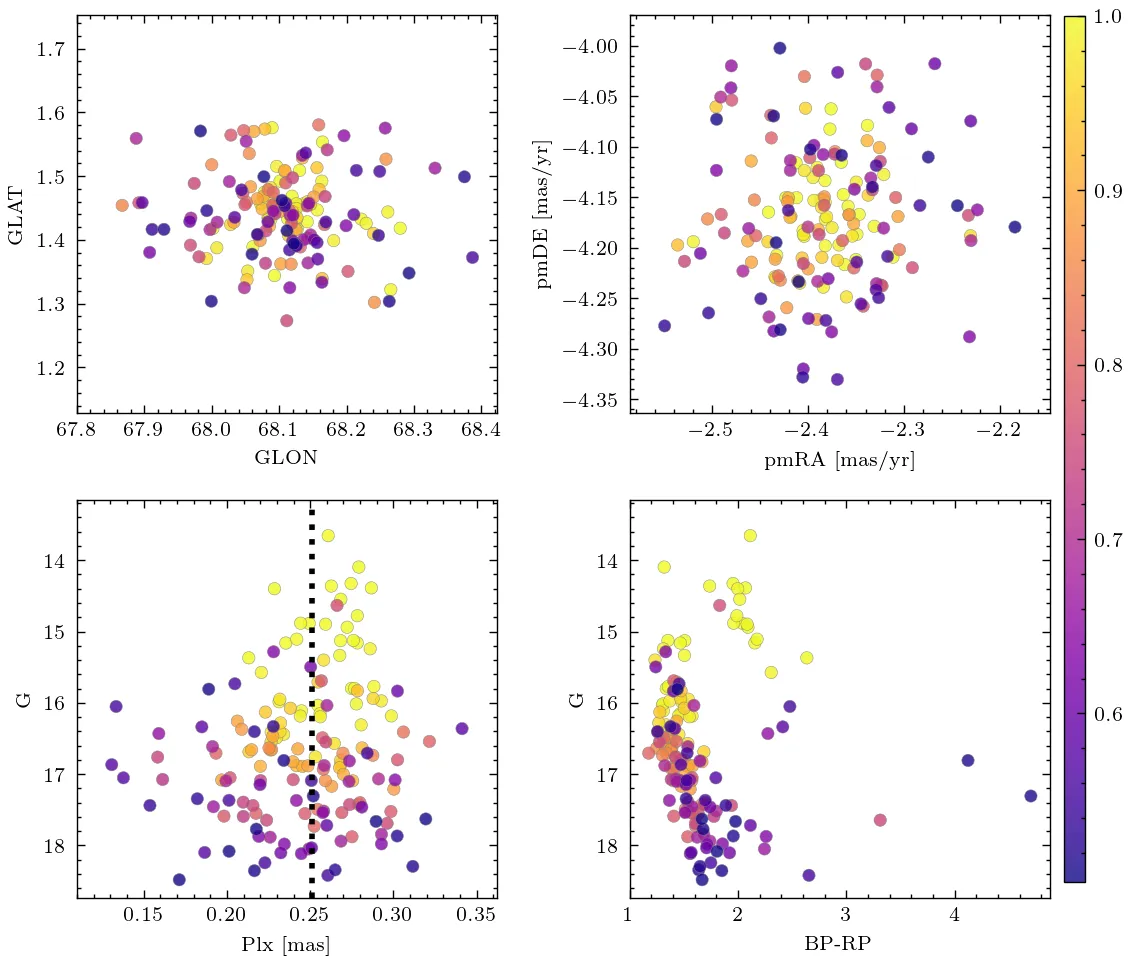 1.7
1.6
1.5
1.4
1.3
1.2
GLAT
67.8 67.9 68.0 68.1 68.2 68.3 68.4
GLON
−4.00
−4.05
−4.10
−4.15
−4.20
−4.25
−4.30
−4.35
pmDE [mas/yr]
−2.5 −2.4 −2.3 −2.2
pmRA [mas/yr]
1.0
0.9
0.8
0.7
0.6
14
15
16
17
18
G
0.15 0.20 0.25 0.30 0.35
Plx [mas]
14
15
16
17
18
G
1 2 3 4
BP-RP